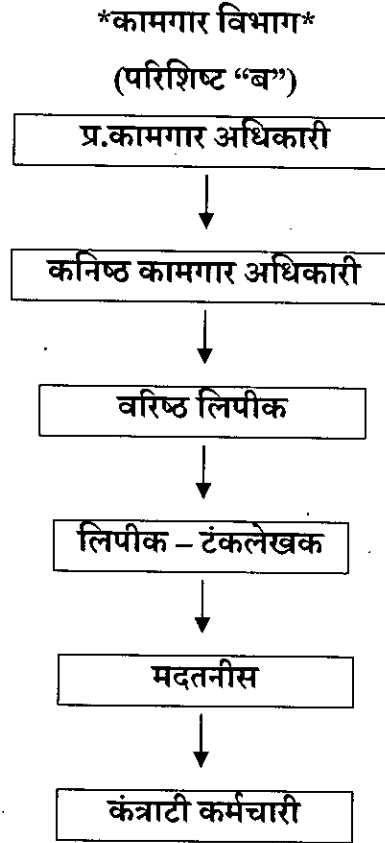 *कामगार विभाग*
(परिशिष्ट “ब”)
प्र.कामगार अधिकारी
कनिष्ठ कामगार अधिकारी
वरिष्ठ लिपीक
लिपीक – टंकलेखक
मदतनीस
कंत्राटी कर्मचारी